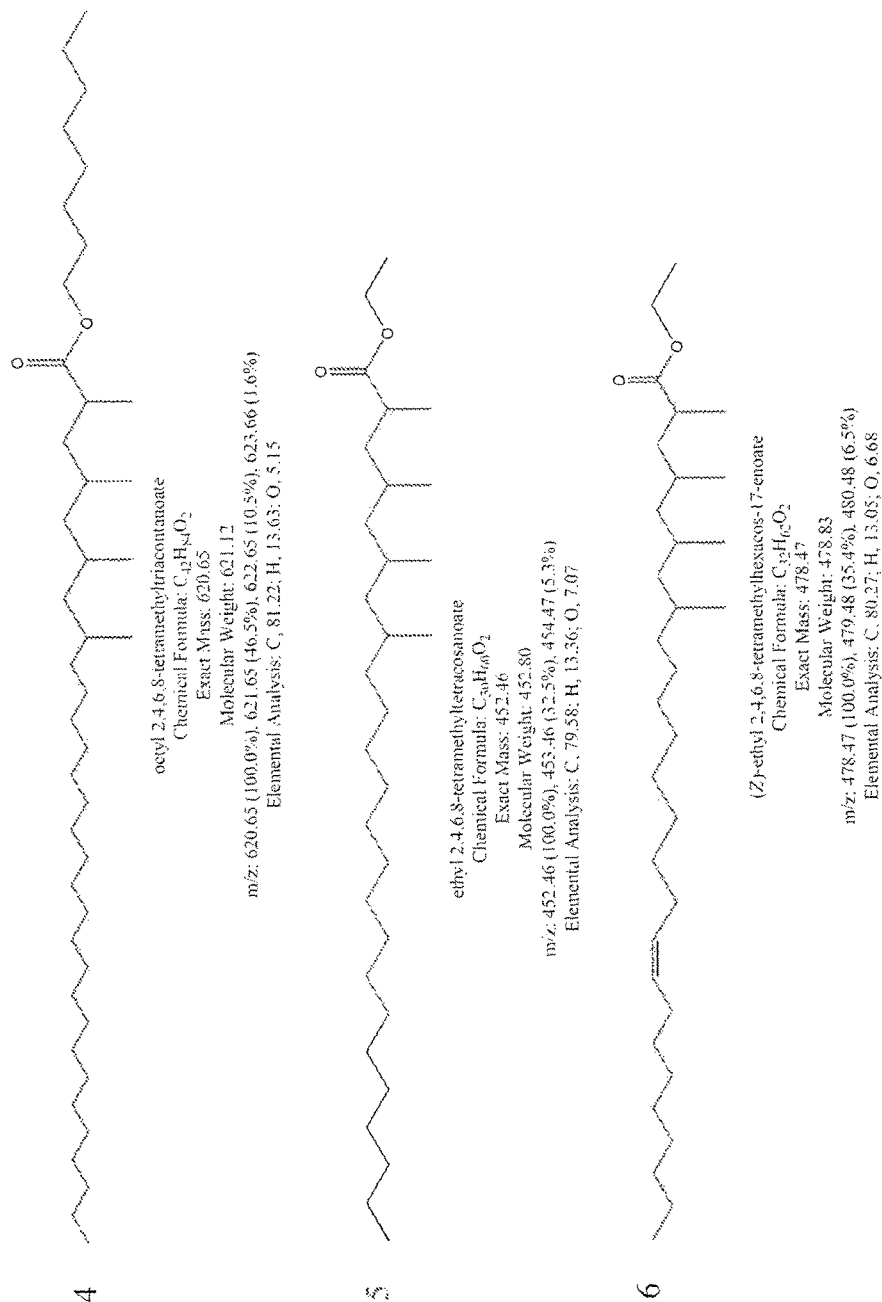 4
O
O
octyl 2,4,6,8-tetramethyltriacontanoate
Chemical Formula: C₄₂H₈₄O₂
Exact Mass: 620.65
Molecular Weight: 621.12
m/z: 620.65 (100.0%), 621.65 (46.5%), 622.65 (10.5%), 623.66 (1.6%)
Elemental Analysis: C, 81.22; H, 13.63; O, 5.15
5
O
O
ethyl 2,4,6,8-tetramethyltetracosanoate
Chemical Formula: C₃₀H₆₀O₂
Exact Mass: 452.46
Molecular Weight: 452.80
m/z: 452.46 (100.0%), 453.46 (32.5%), 454.47 (5.3%)
Elemental Analysis: C, 79.58; H, 13.36; O, 7.07
6
O
O
(Z)-ethyl 2,4,6,8-tetramethylhexacos-17-enoate
Chemical Formula: C₃₂H₆₂O₂
Exact Mass: 478.47
Molecular Weight: 478.83
m/z: 478.47 (100.0%), 479.48 (35.4%), 480.48 (6.5%)
Elemental Analysis: C, 80.27; H, 13.05; O, 6.68